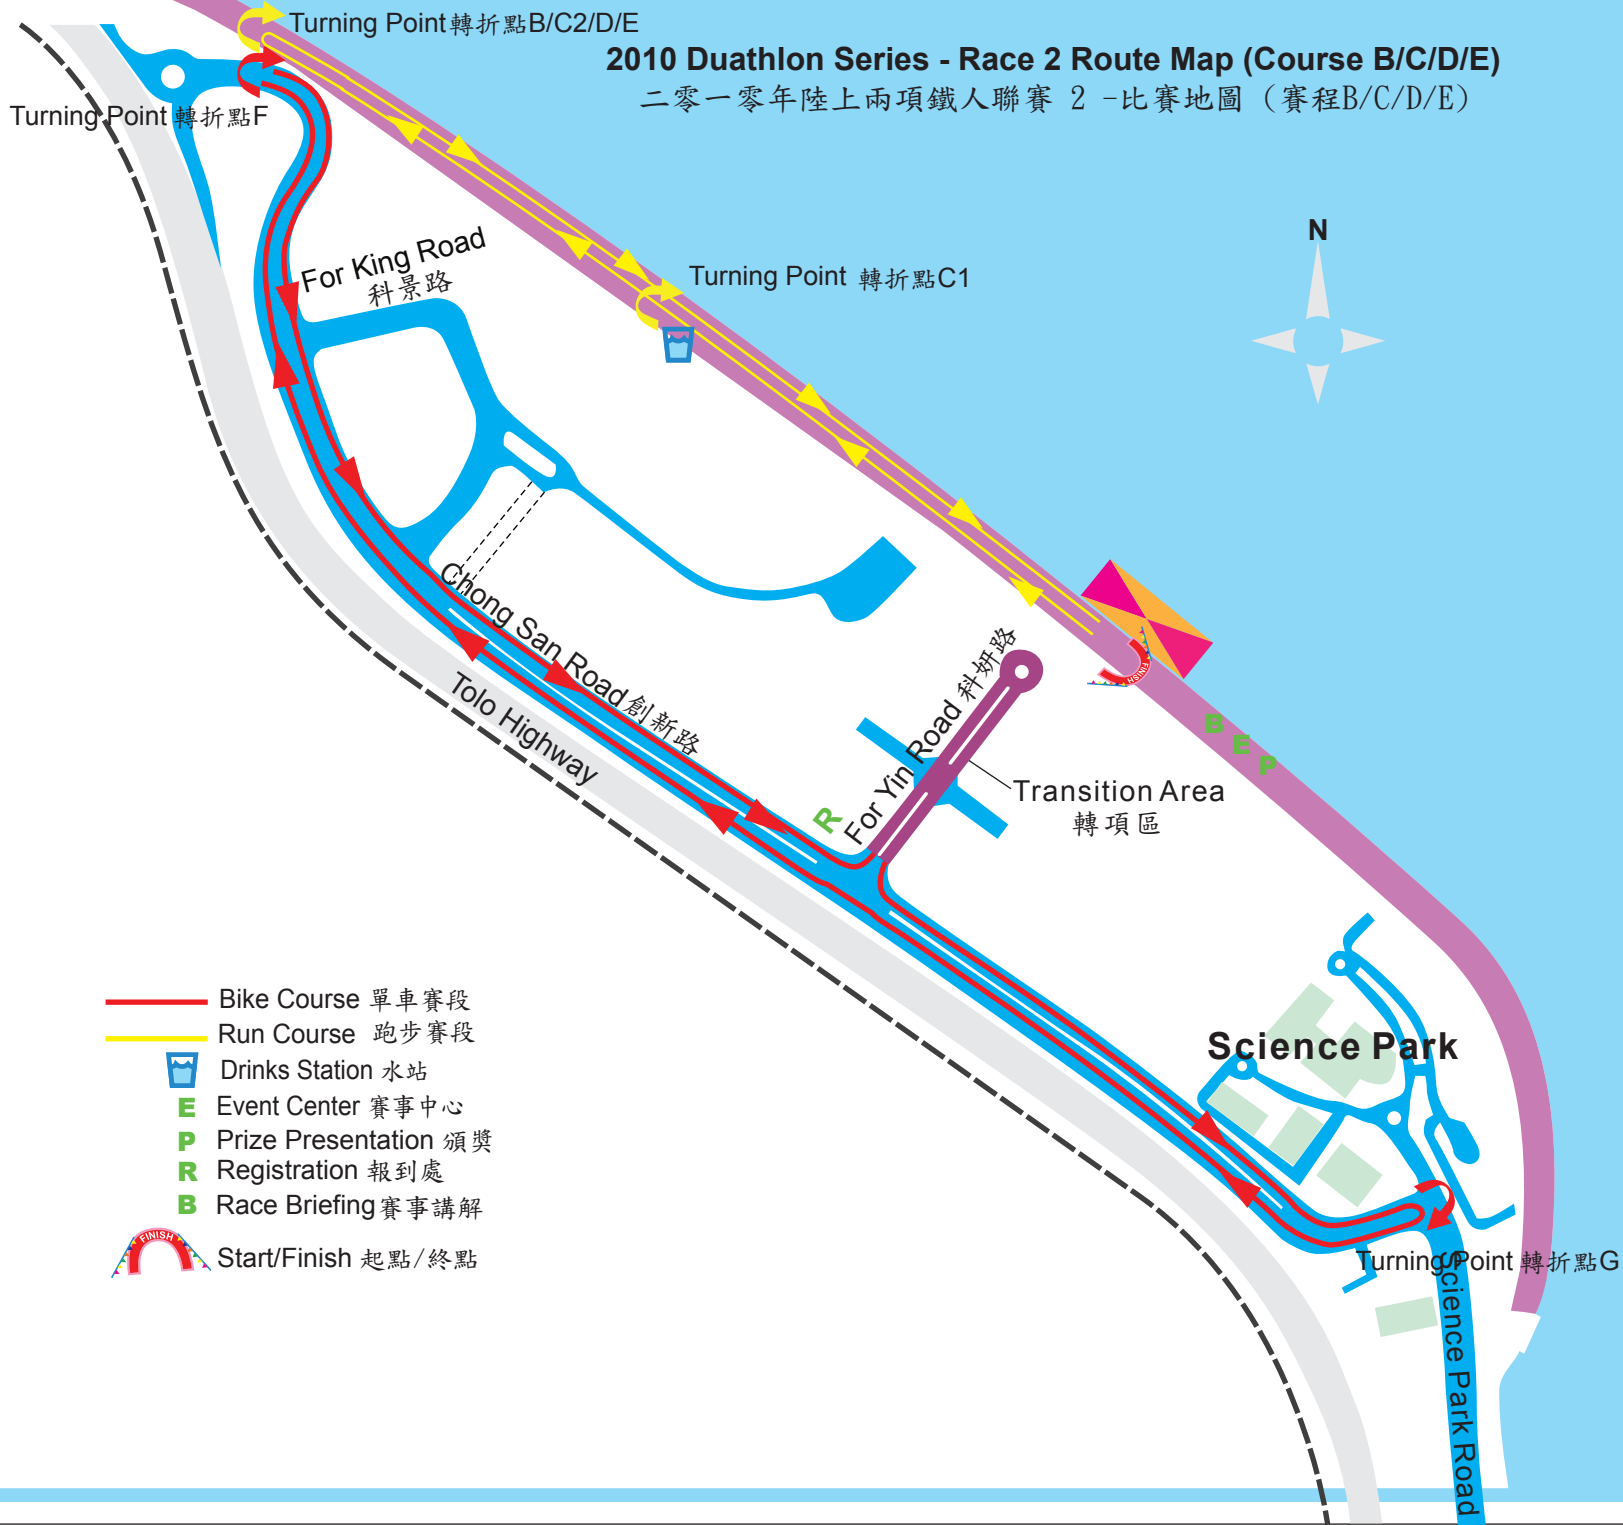 Turning Point 轉折點B/C2/D/E
2010 Duathlon Series - Race 2 Route Map (Course B/C/D/E)
二零一零年陸上兩項鐵人聯賽 2 -比賽地圖 (賽程B/C/D/E)
Turning Point 轉折點F
N
For King Road
科景路
Turning Point 轉折點C1
Chong San Road 創新路
Tolo Highway
For Yin Road 科妍路
FINISH
B
E
P
R
Transition Area
轉項區
Science Park
Bike Course 單車賽段
Run Course 跑步賽段
Drinks Station 水站
E Event Center 賽事中心
P Prize Presentation 頒獎
R Registration 報到處
B Race Briefing 賽事講解
FINISH Start/Finish 起點/終點
Turning Point 轉折點G
Science Park Road